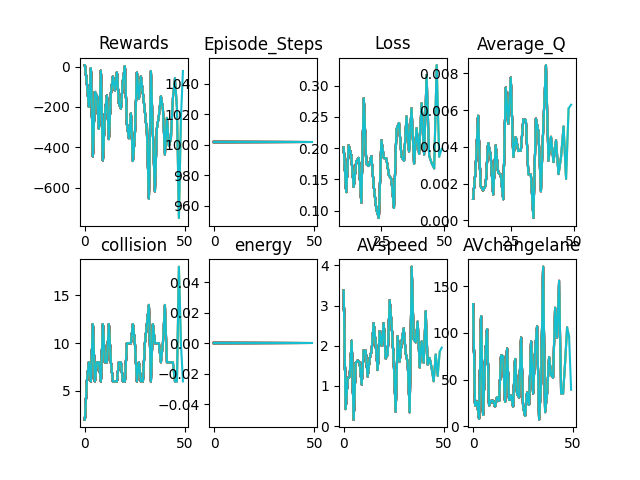 Rewards Episode_Steps Loss Average_Q
0 −200 −400 −600
1040 1020 1000 980 960
0.30 0.25 0.20 0.15 0.10
0.008 0.006 0.004 0.002 0.000
0 50 0 50 25 50 25 50
collision energy AVspeed AVchangelane
15 10 5
0.04 0.02 0.00 −0.02 −0.04
4 3 2 1 0
150 100 50 0
0 50 0 50 0 50 0 50